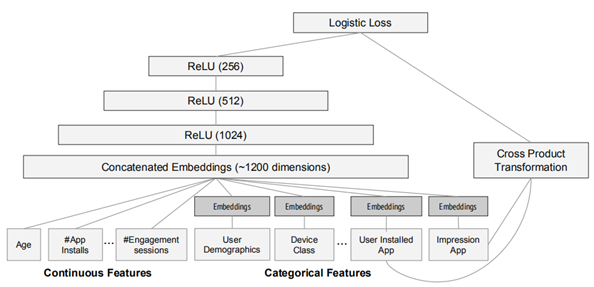 Logistic Loss
ReLU (256)
ReLU (512)
ReLU (1024)
Concatenated Embeddings (~1200 dimensions)
Cross Product
Transformation
Embeddings
Embeddings
Embeddings
Embeddings
Age
#App
Installs
...
#Engagement
sessions
User
Demographics
Device
Class
...
User Installed
App
Impression
App
Continuous Features
Categorical Features